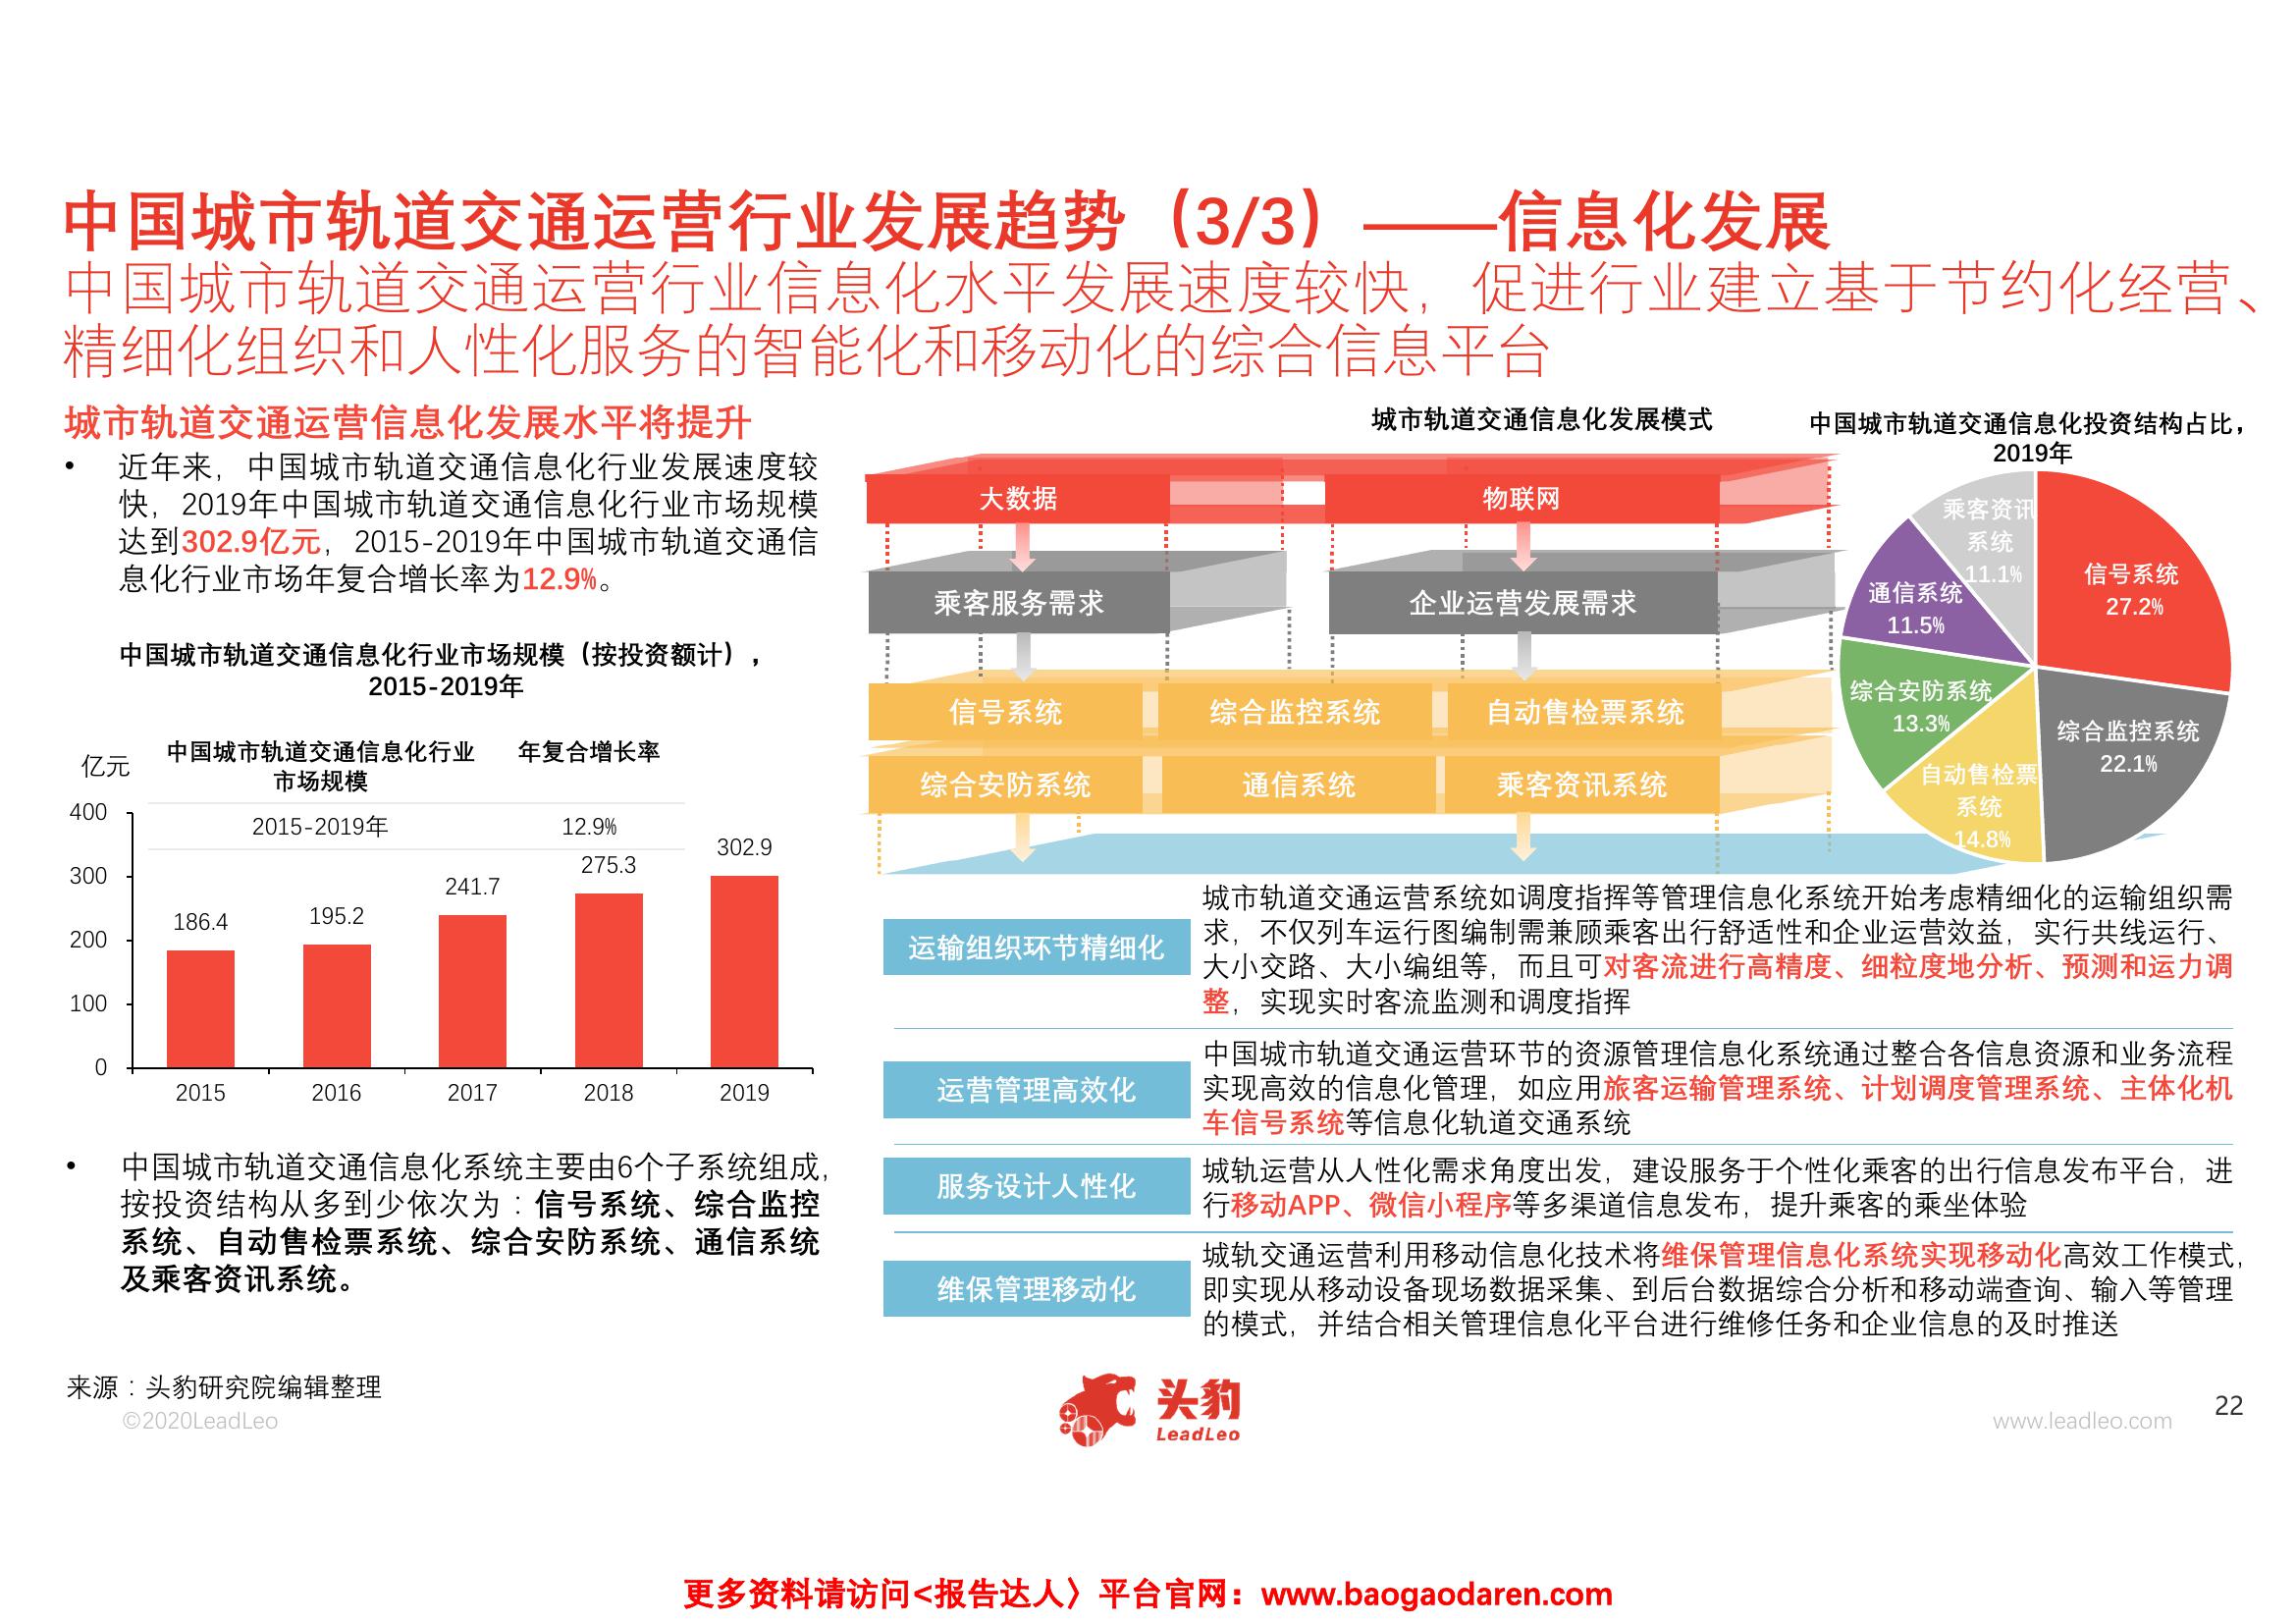 中国城市轨道交通运营行业发展趋势（3/3）——信息化发展
中国城市轨道交通运营行业信息化水平发展速度较快，促进行业建立基于节约化经营、
精细化组织和人性化服务的智能化和移动化的综合信息平台
城市轨道交通运营信息化发展水平将提升
• 近年来，中国城市轨道交通信息化行业发展速度较
快，2019年中国城市轨道交通信息化行业市场规模
达到302.9亿元，2015-2019年中国城市轨道交通信
息化行业市场年复合增长率为12.9%。
中国城市轨道交通信息化行业市场规模（按投资额计），
2015-2019年
亿元
中国城市轨道交通信息化行业 年复合增长率
市场规模
2015-2019年 12.9%
400
300
200
100
0
186.4
195.2
241.7
275.3
302.9
2015 2016 2017 2018 2019
• 中国城市轨道交通信息化系统主要由6个子系统组成，
按投资结构从多到少依次为：信号系统、综合监控
系统、自动售检票系统、综合安防系统、通信系统
及乘客资讯系统。
城市轨道交通信息化发展模式
大数据 物联网
乘客服务需求 企业运营发展需求
信号系统 综合监控系统 自动售检票系统
综合安防系统 通信系统 乘客资讯系统
中国城市轨道交通信息化投资结构占比，
2019年
信号系统
27.2%
综合监控系统
22.1%
自动售检票
系统
14.8%
综合安防系统
13.3%
通信系统
11.5%
乘客资讯
系统
11.1%
运输组织环节精细化
城市轨道交通运营系统如调度指挥等管理信息化系统开始考虑精细化的运输组织需
求，不仅列车运行图编制需兼顾乘客出行舒适性和企业运营效益，实行共线运行、
大小交路、大小编组等，而且可对客流进行高精度、细粒度地分析、预测和运力调
整，实现实时客流监测和调度指挥
运营管理高效化
中国城市轨道交通运营环节的资源管理信息化系统通过整合各信息资源和业务流程
实现高效的信息化管理，如应用旅客运输管理系统、计划调度管理系统、主体化机
车信号系统等信息化轨道交通系统
服务设计人性化
城轨运营从人性化需求角度出发，建设服务于个性化乘客的出行信息发布平台，进
行移动APP、微信小程序等多渠道信息发布，提升乘客的乘坐体验
维保管理移动化
城轨交通运营利用移动信息化技术将维保管理信息化系统实现移动化高效工作模式，
即实现从移动设备现场数据采集、到后台数据综合分析和移动端查询、输入等管理
的模式，并结合相关管理信息化平台进行维修任务和企业信息的及时推送
来源：头豹研究院编辑整理
©2020LeadLeo
头豹
LeadLeo
www.leadleo.com
22
更多资料请访问<报告达人〉平台官网：www.baogaodaren.com